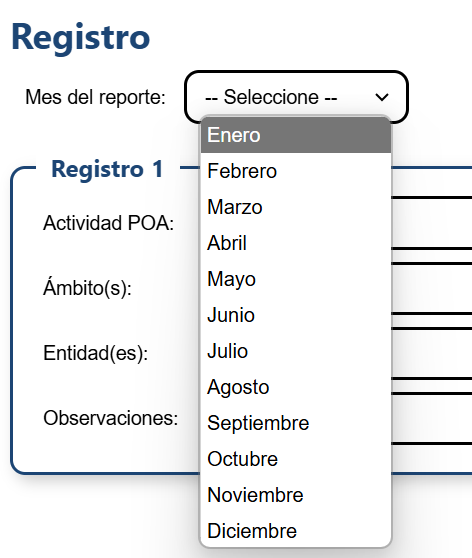 Registro
Mes del reporte: -- Seleccione --
Enero
Febrero
Marzo
Abril
Mayo
Junio
Julio
Agosto
Septiembre
Octubre
Noviembre
Diciembre
Registro 1
Actividad POA:
Ámbito(s):
Entidad(es):
Observaciones: